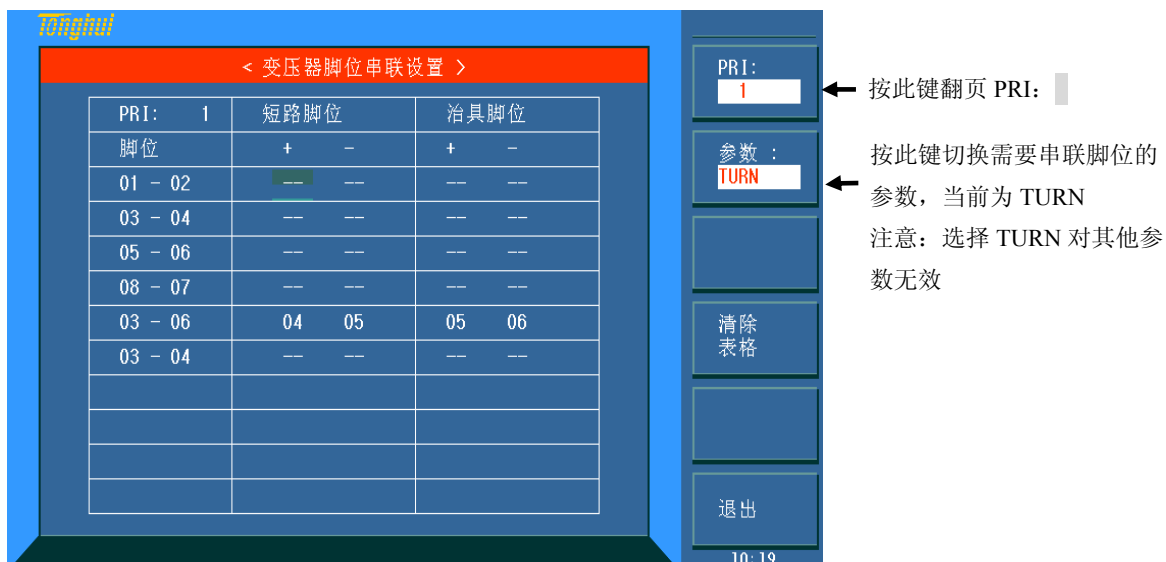 Tonghui
< 变压器脚位串联设置 >
PRI: 1 短路脚位 治具脚位
脚位 + - + -
01 - 02 -- -- -- --
03 - 04 -- -- -- --
05 - 06 -- -- -- --
08 - 07 -- -- -- --
03 - 06 04 05 05 06
03 - 04 -- -- -- --
PRI:
1
参数 :
TURN
清除
表格
退出
10:19
按此键翻页 PRI:
按此键切换需要串联脚位的
参数，当前为 TURN
注意：选择 TURN 对其他参
数无效